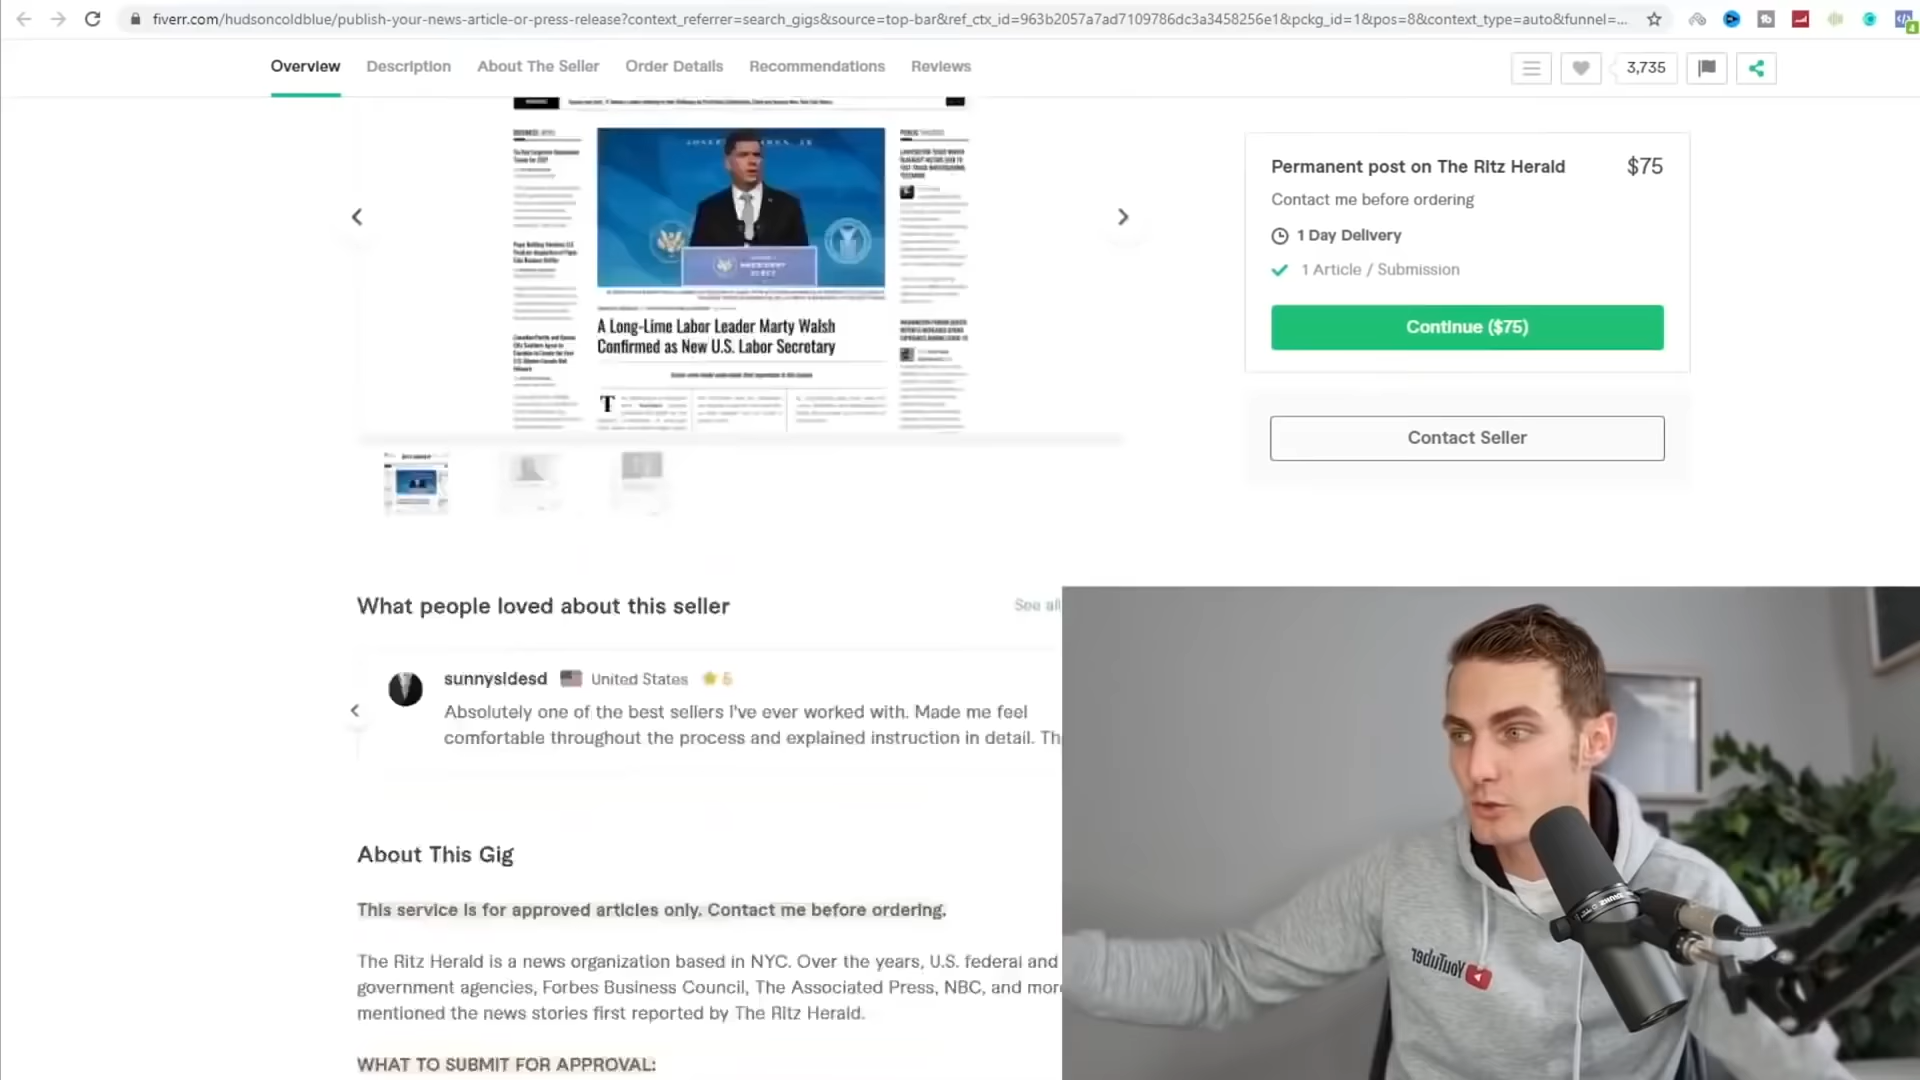 fiverr.com/hudsoncoldblue/publish-your-news-article-or-press-release?context_referrer=search_gigs&source=top-bar&ref_ctx_id=963b2057a7ad7109786dc3a3458256e1&pckg_id=1&pos=8&context_type=auto&funnel=...
Overview Description About The Seller Order Details Recommendations Reviews
3,735
Permanent post on The Ritz Herald $75
Contact me before ordering
1 Day Delivery
1 Article / Submission
Continue ($75)
Contact Seller
A Long-Lime Labor Leader Marty Walsh
Confirmed as New U.S. Labor Secretary
T
What people loved about this seller
See all
sunnysidesd United States 5
Absolutely one of the best sellers I've ever worked with. Made me feel
comfortable throughout the process and explained instruction in detail. Th
About This Gig
This service is for approved articles only. Contact me before ordering.
The Ritz Herald is a news organization based in NYC. Over the years, U.S. federal and
government agencies, Forbes Business Council, The Associated Press, NBC, and more
mentioned the news stories first reported by The Ritz Herald.
WHAT TO SUBMIT FOR APPROVAL:
YouTuber